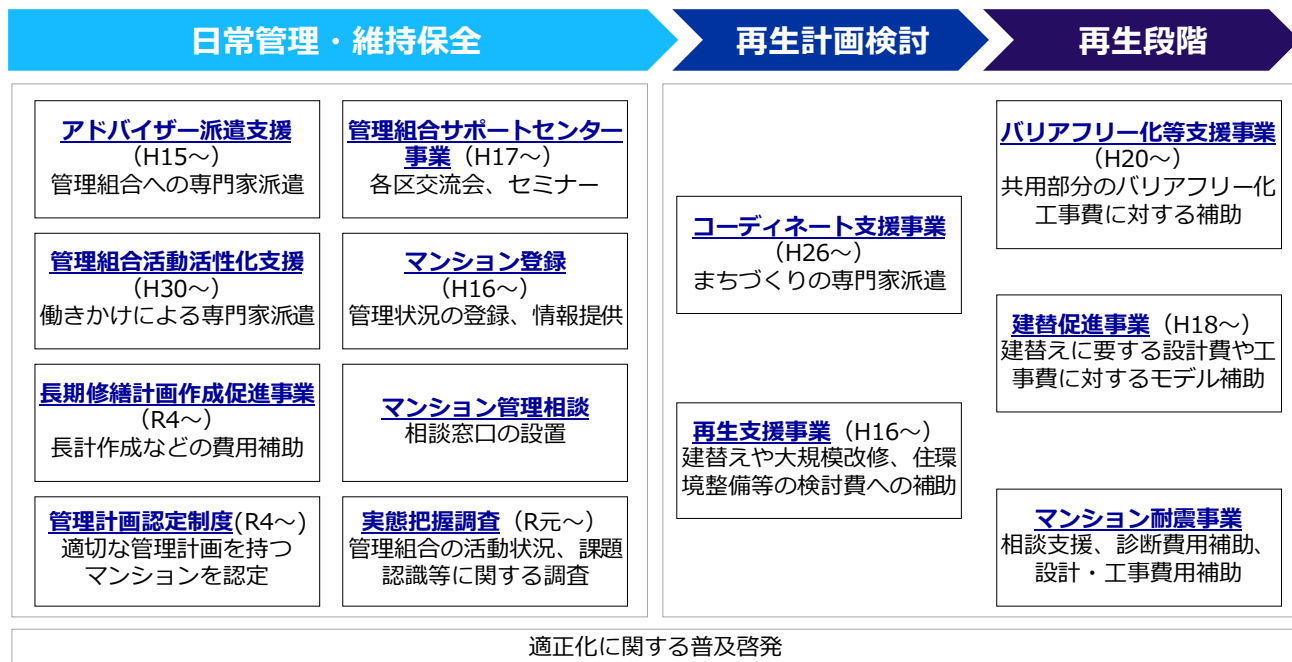 日常管理・維持保全
再生計画検討
再生段階
アドバイザー派遣支援
（H15～）
管理組合への専門家派遣
管理組合サポートセンター
事業（H17～）
各区交流会、セミナー
管理組合活動活性化支援
（H30～）
働きかけによる専門家派遣
マンション登録
（H16～）
管理状況の登録、情報提供
長期修繕計画作成促進事業
（R4～）
長計作成などの費用補助
マンション管理相談
相談窓口の設置
管理計画認定制度(R4～)
適切な管理計画を持つ
マンションを認定
実態把握調査（R元～）
管理組合の活動状況、課題
認識等に関する調査
コーディネート支援事業
（H26～）
まちづくりの専門家派遣
再生支援事業（H16～）
建替えや大規模改修、住環
境整備等の検討費への補助
バリアフリー化等支援事業
（H20～）
共用部分のバリアフリー化
工事費に対する補助
建替促進事業（H18～）
建替えに要する設計費や工
事費に対するモデル補助
マンション耐震事業
相談支援、診断費用補助、
設計・工事費用補助
適正化に関する普及啓発